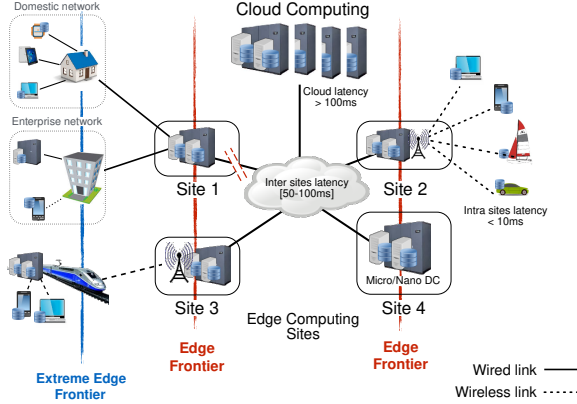 Domestic network
Cloud Computing
Cloud latency
> 100ms
Enterprise network
Site 1
Inter sites latency
[50-100ms]
Site 2
Intra sites latency
< 10ms
Site 3
Micro/Nano DC
Site 4
Edge Computing
Sites
Edge
Frontier
Edge
Frontier
Extreme Edge
Frontier
Wired link
Wireless link